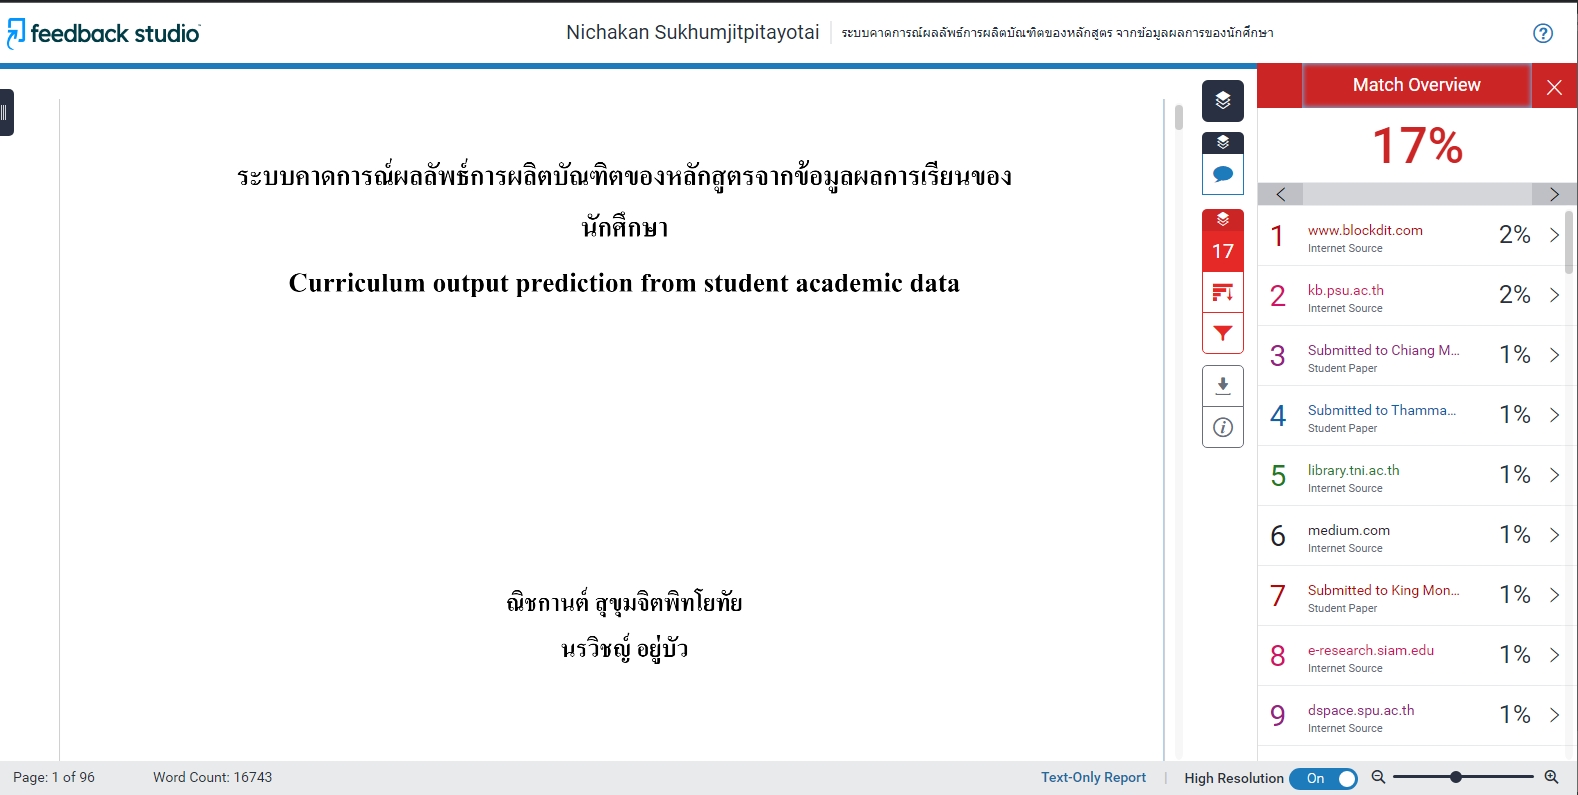 feedback studio
Nichakan Sukhumjitpitayotai
ระบบคาดการณ์ผลลัพธ์การผลิตบัณฑิตของหลักสูตร จากข้อมูลผลการของนักศึกษา
?
ระบบคาดการณ์ผลลัพธ์การผลิตบัณฑิตของหลักสูตรจากข้อมูลผลการเรียนของ
นักศึกษา
Curriculum output prediction from student academic data
ณิชกานต์ สุขุมจิตพิทโยทัย
นรวิชญ์ อยู่บัว
17
Match Overview
17%
1 www.blockdit.com 2%
Internet Source
2 kb.psu.ac.th 2%
Internet Source
3 Submitted to Chiang M... 1%
Student Paper
4 Submitted to Thamma... 1%
Student Paper
5 library.tni.ac.th 1%
Internet Source
6 medium.com 1%
Internet Source
7 Submitted to King Mon... 1%
Student Paper
8 e-research.siam.edu 1%
Internet Source
9 dspace.spu.ac.th 1%
Internet Source
Page: 1 of 96
Word Count: 16743
Text-Only Report
High Resolution
On